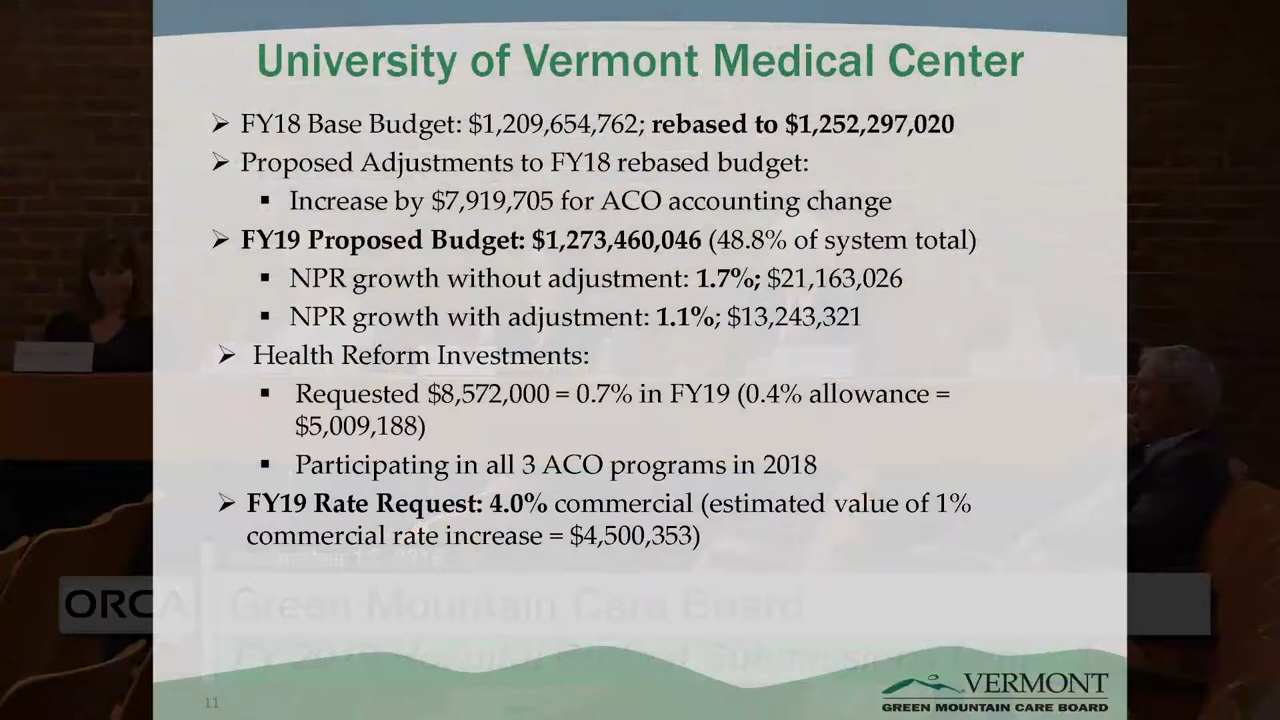 University of Vermont Medical Center
➢ FY18 Base Budget: $1,209,654,762; rebased to $1,252,297,020
➢ Proposed Adjustments to FY18 rebased budget:
▪ Increase by $7,919,705 for ACO accounting change
➢ FY19 Proposed Budget: $1,273,460,046 (48.8% of system total)
▪ NPR growth without adjustment: 1.7%; $21,163,026
▪ NPR growth with adjustment: 1.1%; $13,243,321
➢ Health Reform Investments:
▪ Requested $8,572,000 = 0.7% in FY19 (0.4% allowance =
$5,009,188)
▪ Participating in all 3 ACO programs in 2018
➢ FY19 Rate Request: 4.0% commercial (estimated value of 1%
commercial rate increase = $4,500,353)
ORCA
Green Mountain Care Board
11
VERMONT
GREEN MOUNTAIN CARE BOARD